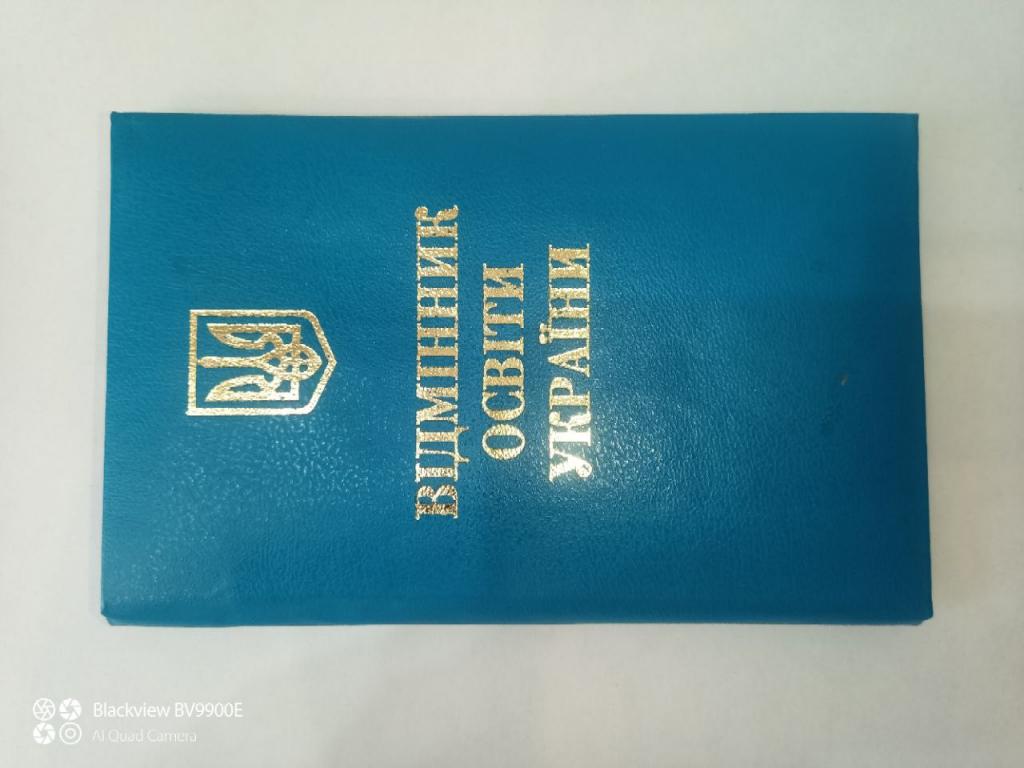 ВІДМІННИК
ОСВІТИ
УКРАЇНИ
Blackview BV9900E
AI Quad Camera